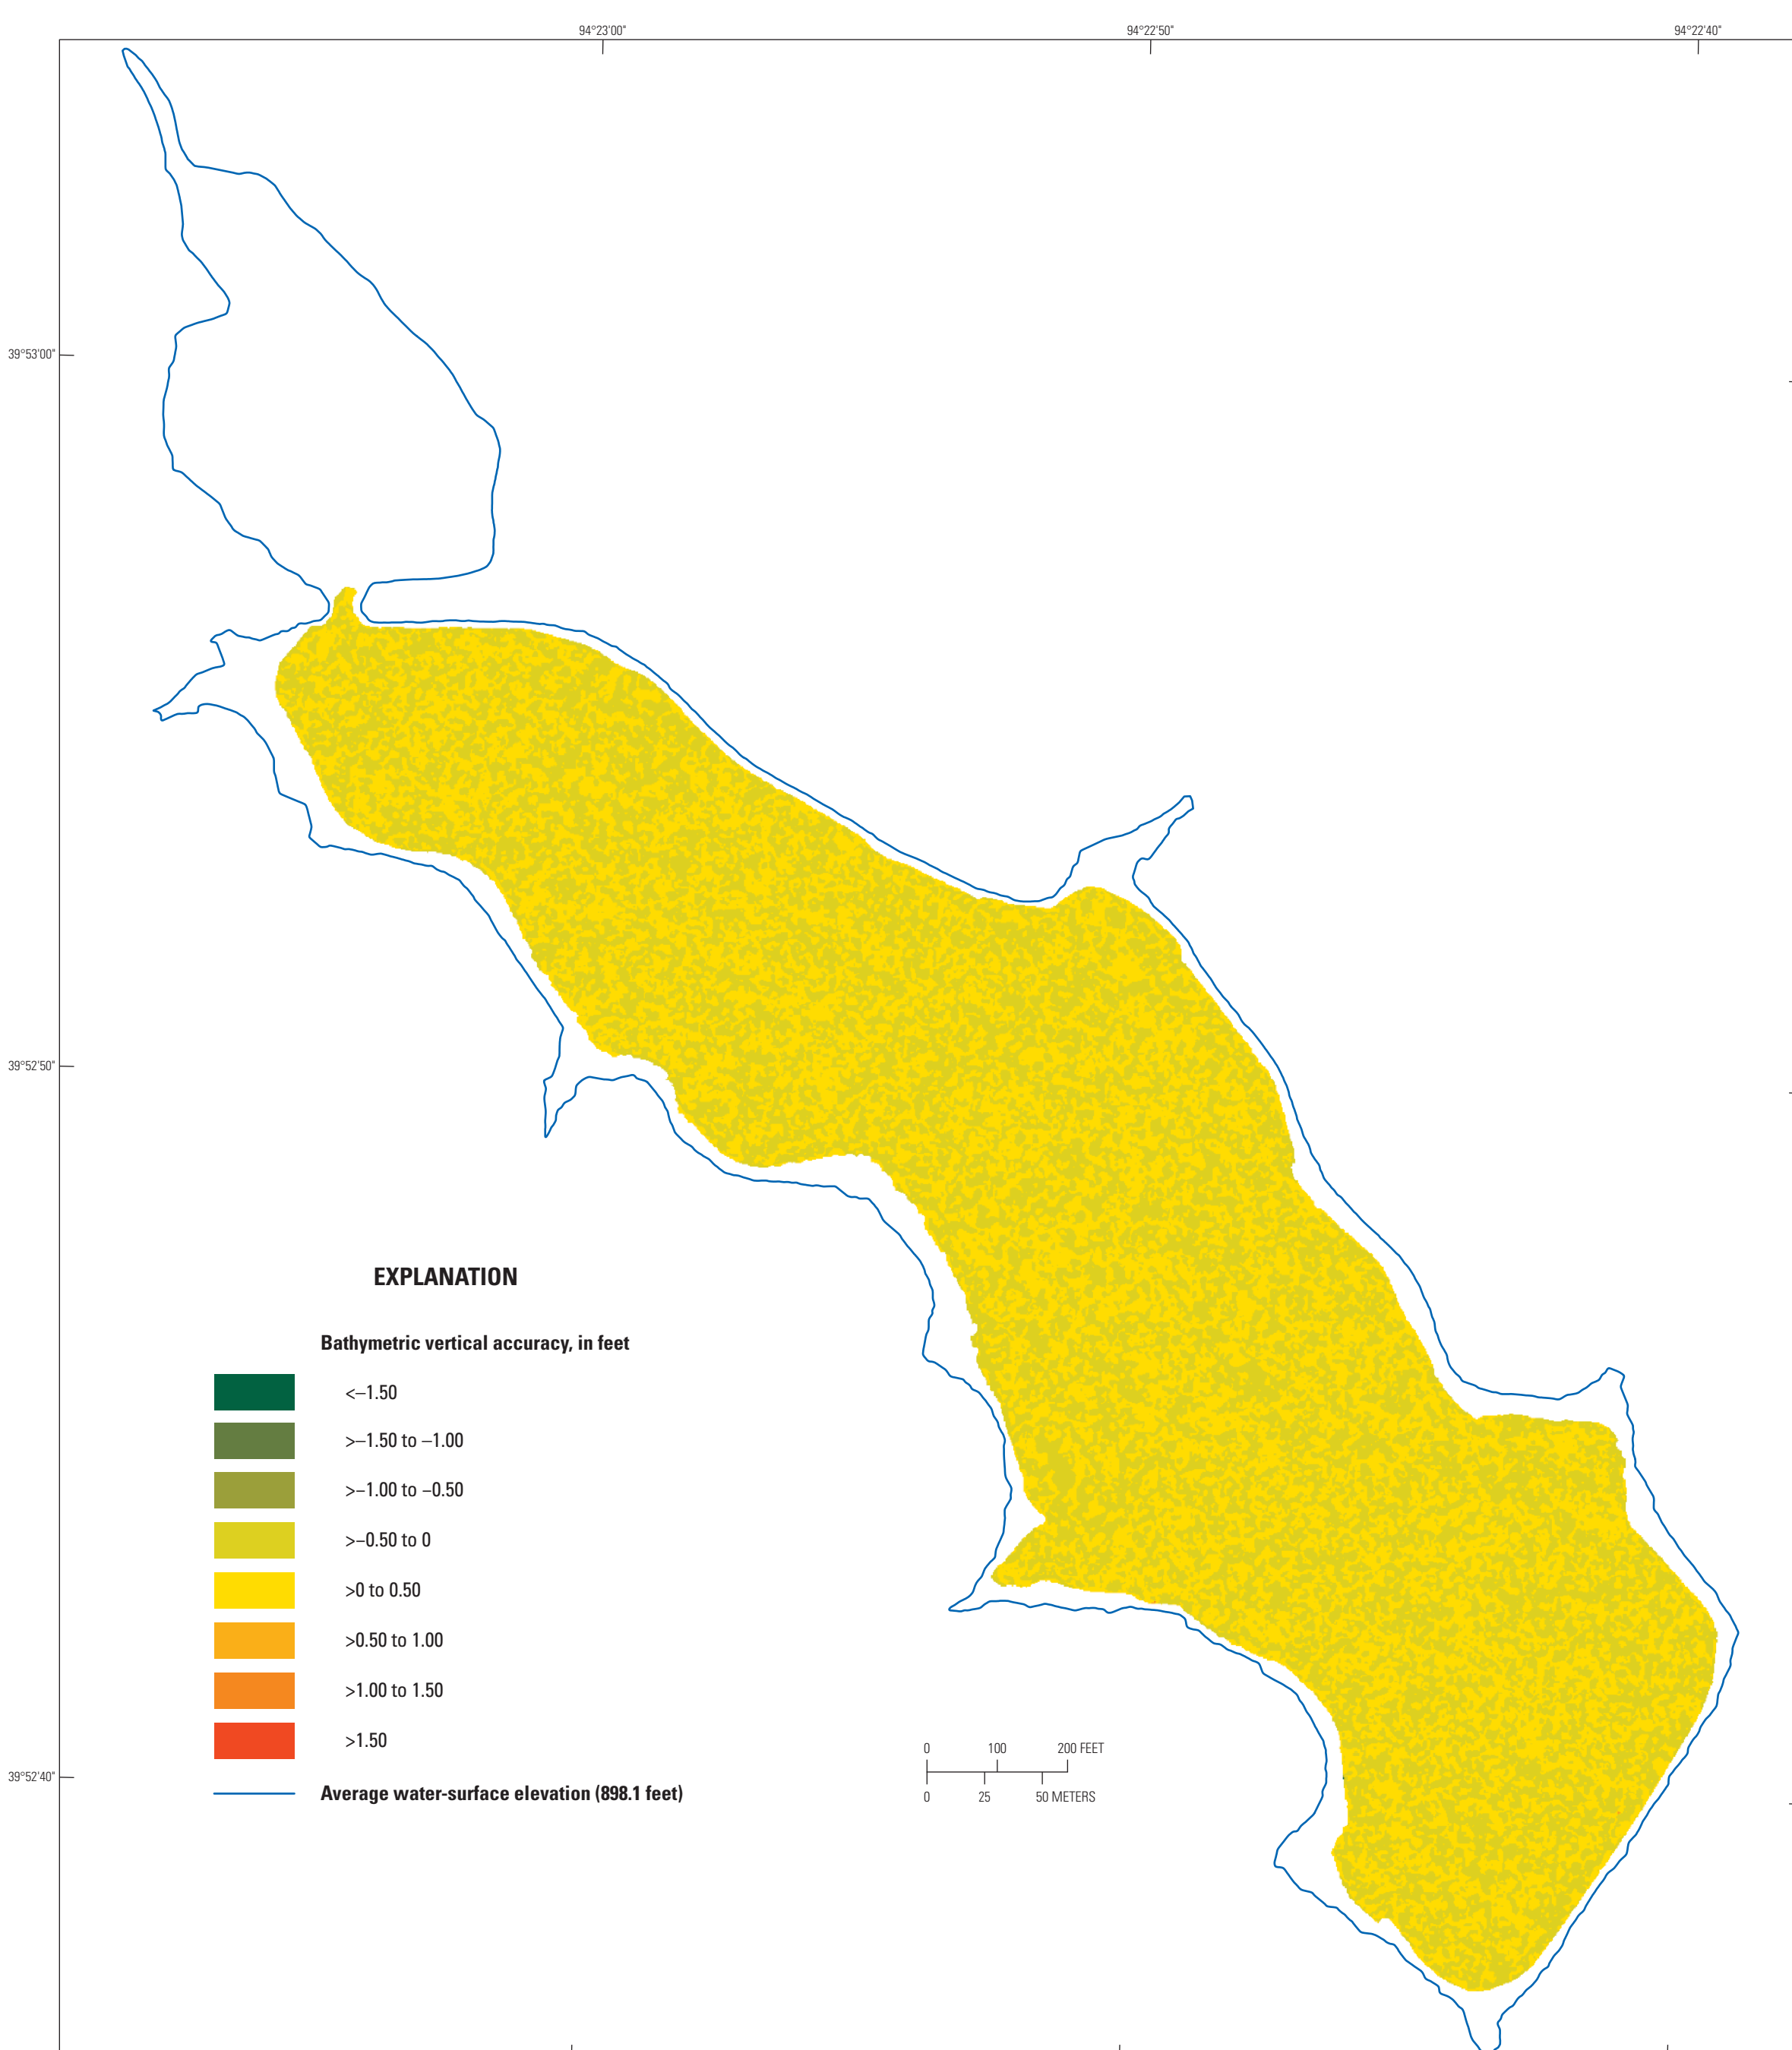 94°23'00" 94°22'50" 94°22'40"
39°53'00"
39°52'50"
EXPLANATION
Bathymetric vertical accuracy, in feet
<–1.50
>–1.50 to –1.00
>–1.00 to –0.50
>–0.50 to 0
>0 to 0.50
>0.50 to 1.00
>1.00 to 1.50
>1.50
Average water-surface elevation (898.1 feet)
0 100 200 FEET
0 25 50 METERS
39°52'40"